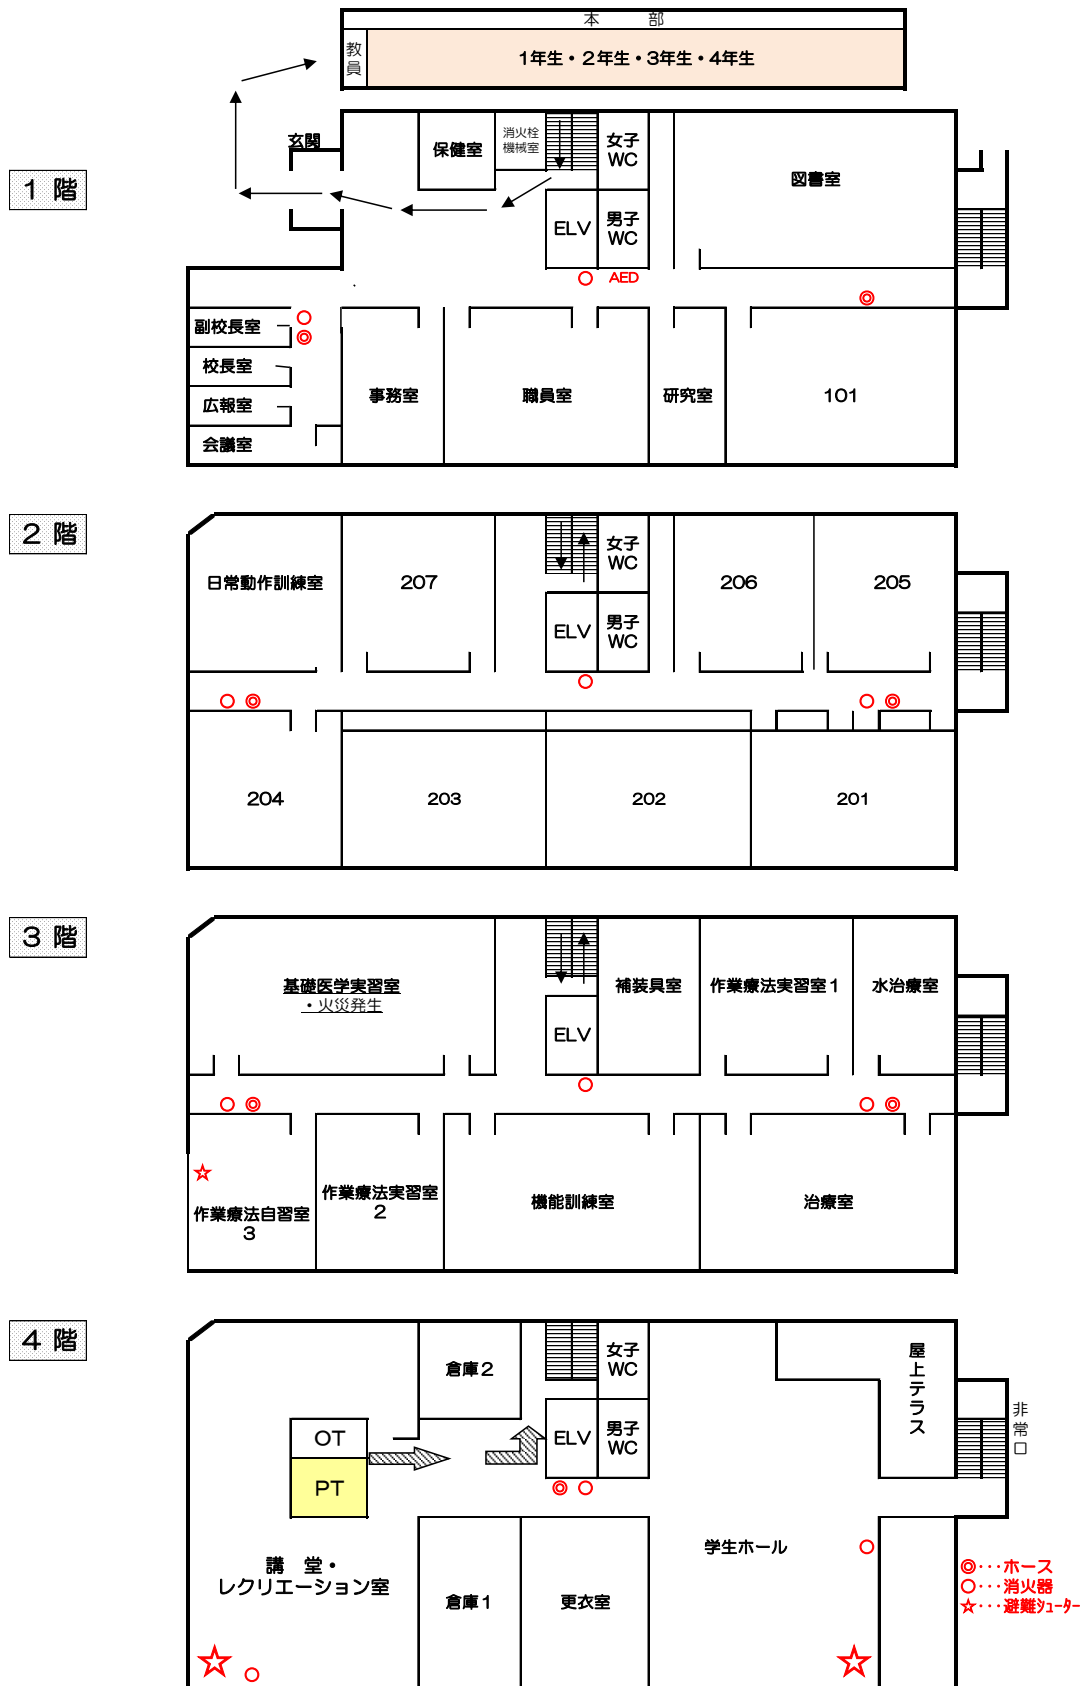 本　部
教員
1年生・2年生・3年生・4年生
1 階
玄関
保健室
消火栓
機械室
女子
WC
図書室
ELV
男子
WC
AED
副校長室
校長室
広報室
会議室
事務室
職員室
研究室
101
2 階
日常動作訓練室
207
女子
WC
206
205
ELV
男子
WC
204
203
202
201
3 階
基礎医学実習室
・火災発生
補装具室
作業療法実習室1
水治療室
ELV
作業療法自習室
3
作業療法実習室
2
機能訓練室
治療室
4 階
倉庫2
女子
WC
屋上テラス
非常口
OT
PT
ELV
男子
WC
講　堂・
レクリエーション室
倉庫1
更衣室
学生ホール
◎・・・ホース
○・・・消火器
☆・・・避難シューター